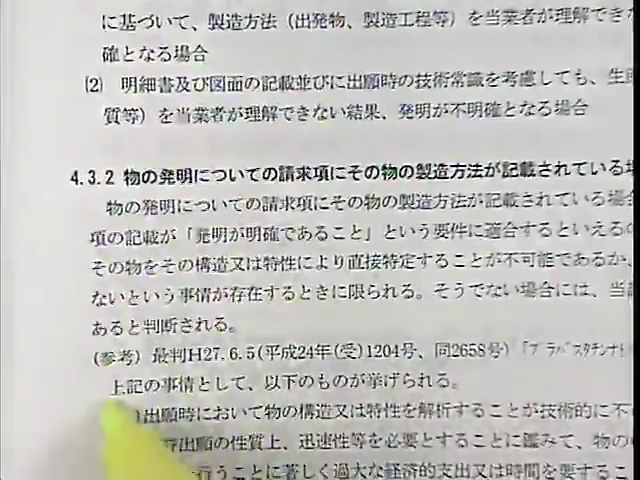 に基づいて、製造方法（出発物、製造工程等）を当業者が理解でき
確となる場合
(2) 明細書及び図面の記載並びに出願時の技術常識を考慮しても、生
質等）を当業者が理解できない結果、発明が不明確となる場合
4.3.2 物の発明についての請求項にその物の製造方法が記載されている場
物の発明についての請求項にその物の製造方法が記載されている場合
項の記載が「発明が明確であること」という要件に適合するといえるの
その物をその構造又は特性により直接特定することが不可能であるか、
ないという事情が存在するときに限られる。そうでない場合には、当
あると判断される。
(参考) 最判H27.6.5(平成24年(受)1204号、同2658号)「プラバスタチンナト
上記の事情として、以下のものが挙げられる。
)出願時において物の構造又は特性を解析することが技術的に不
許出願の性質上、迅速性等を必要とすることに鑑みて、物の
行うことに著しく過大な経済的支出又は時間を要するこ